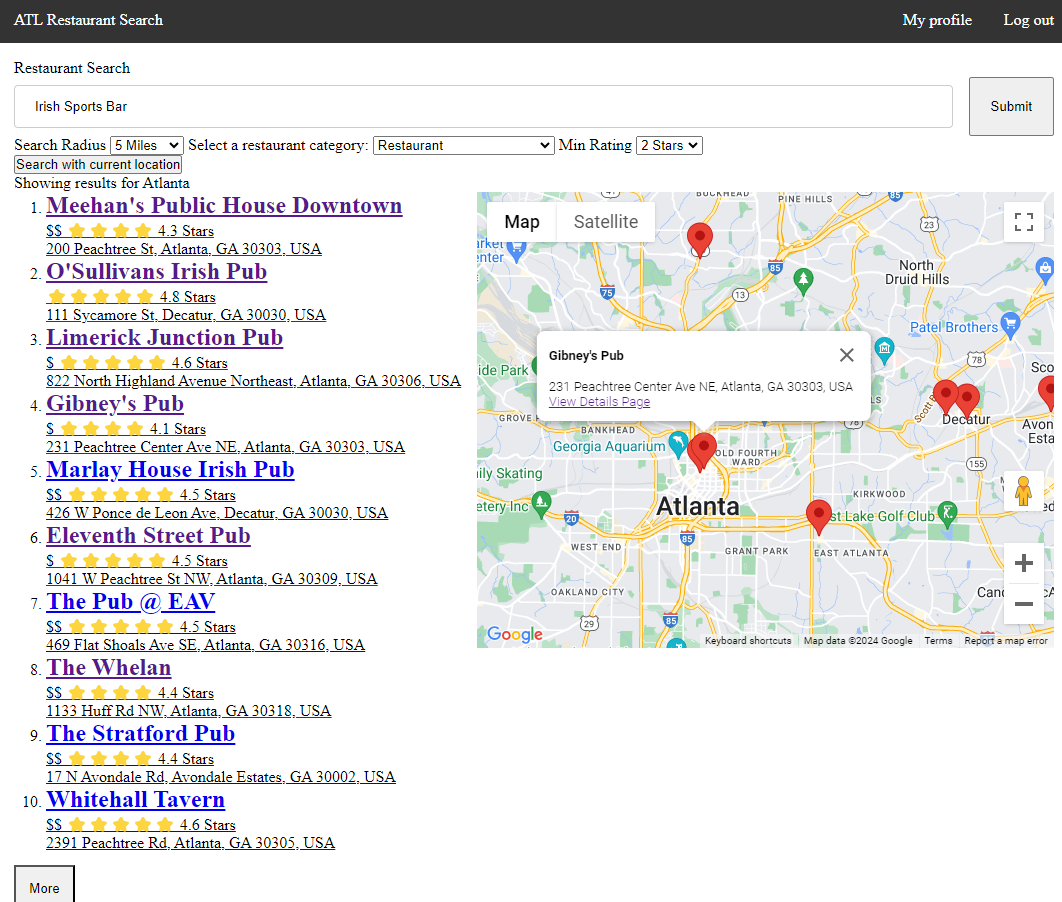 ATL Restaurant Search My profile Log out
Restaurant Search
Irish Sports Bar
Submit
Search Radius 5 Miles Select a restaurant category: Restaurant Min Rating 2 Stars
Search with current location
Showing results for Atlanta
1. Meehan's Public House Downtown
$$ 4.3 Stars
200 Peachtree St, Atlanta, GA 30303, USA
2. O'Sullivans Irish Pub
4.8 Stars
111 Sycamore St, Decatur, GA 30030, USA
3. Limerick Junction Pub
$ 4.6 Stars
822 North Highland Avenue Northeast, Atlanta, GA 30306, USA
4. Gibney's Pub
$ 4.1 Stars
231 Peachtree Center Ave NE, Atlanta, GA 30303, USA
5. Marlay House Irish Pub
$$ 4.5 Stars
426 W Ponce de Leon Ave, Decatur, GA 30030, USA
6. Eleventh Street Pub
$ 4.5 Stars
1041 W Peachtree St NW, Atlanta, GA 30309, USA
7. The Pub @ EAV
$$ 4.5 Stars
469 Flat Shoals Ave SE, Atlanta, GA 30316, USA
8. The Whelan
$$ 4.4 Stars
1133 Huff Rd NW, Atlanta, GA 30318, USA
9. The Stratford Pub
$$ 4.4 Stars
17 N Avondale Rd, Avondale Estates, GA 30002, USA
10. Whitehall Tavern
$$ 4.6 Stars
2391 Peachtree Rd, Atlanta, GA 30305, USA
More
BUCKHEAD
PINE HILLS
Map Satellite
23
arket
enter
North
Druid Hills
85
75
13
Patel Brothers
78
Gibney's Pub
231 Peachtree Center Ave NE, Atlanta, GA 30303, USA
View Details Page
side Park
Sco
Scott B
Decatur
GROVE
78
BANKHEAD
Avon
Esta
Georgia Aquarium
OLD FOURTH
WARD
155
ily Skating
KIRKWOOD
etery Inc
Atlanta
st Lake Golf Club
20
85
WEST END
GRANT PARK
EAST ATLANTA
OAKLAND CITY
29
85
Google
Keyboard shortcuts Map data ©2024 Google Terms Report a map error